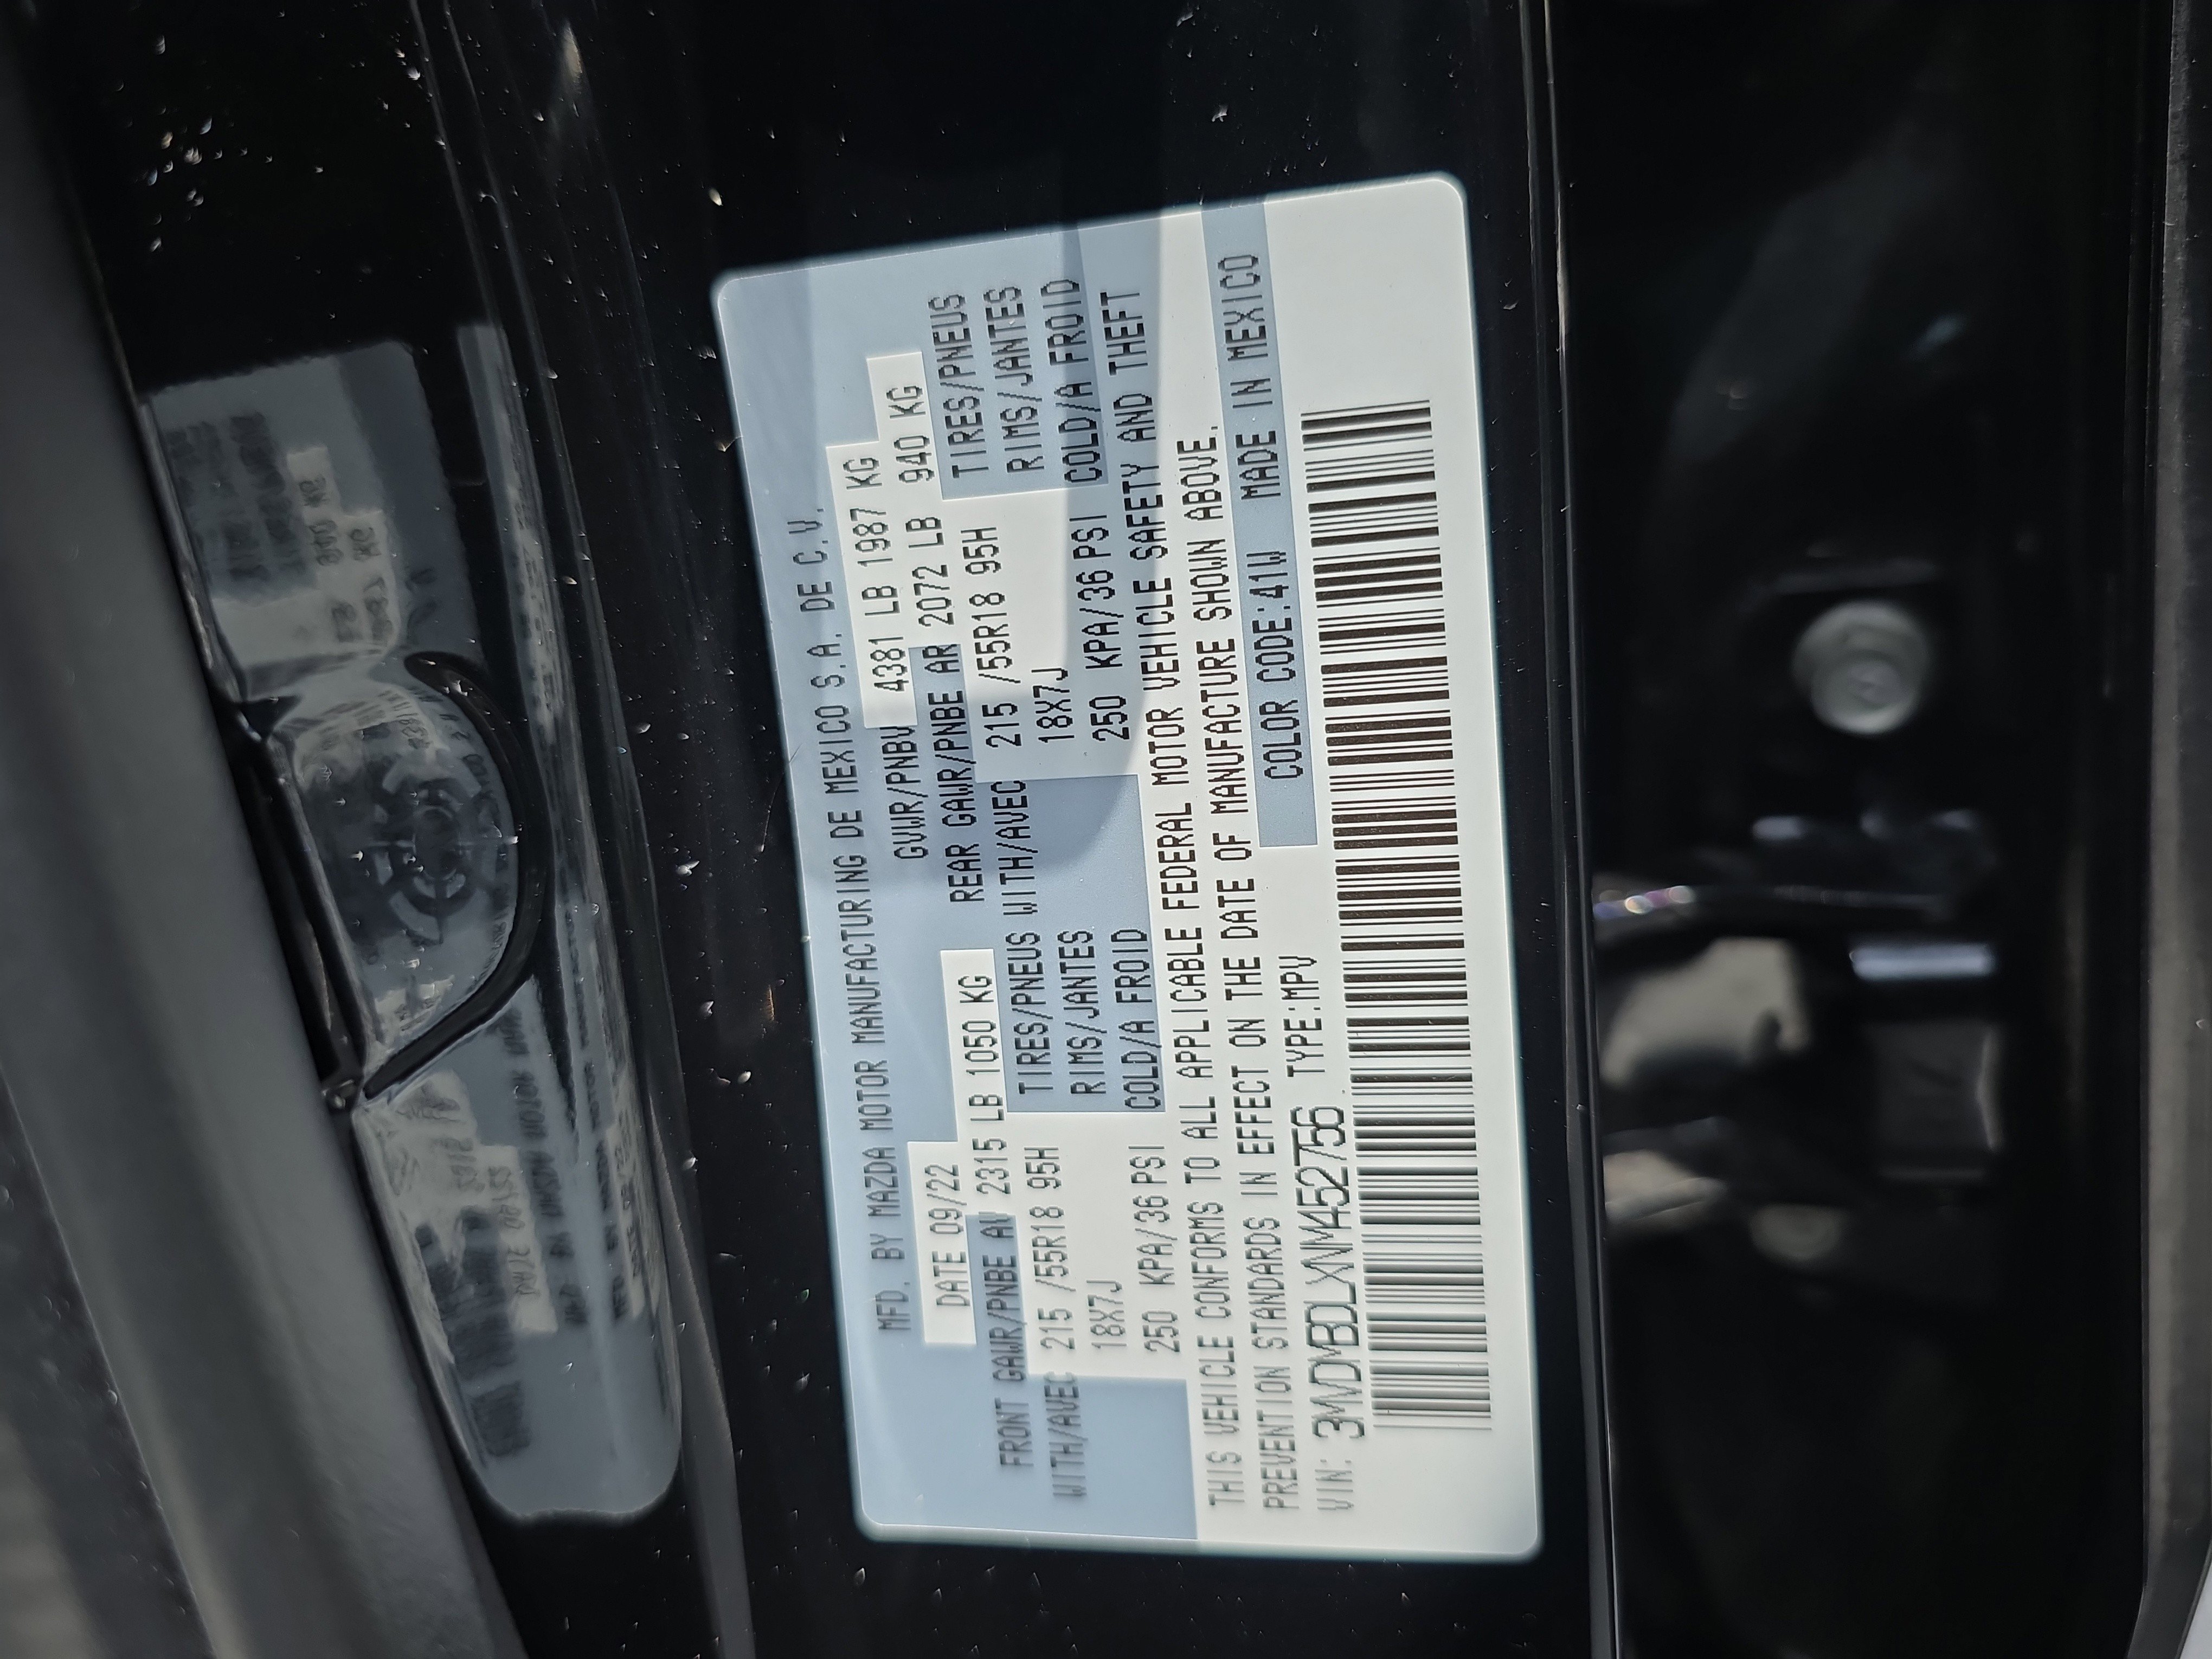 MFD. BY MAZDA MOTOR MANUFACTURING DE MEXICO S.A. DE C.V.
DATE 09/22 GVWR/PNBV 4381 LB 1987 KG
FRONT GAWR/PNBE AV 2315 LB 1050 KG REAR GAWR/PNBE AR 2072 LB 940 KG
WITH/AVEC 215 /55R18 95H TIRES/PNEUS WITH/AVEC 215 /55R18 95H TIRES/PNEUS
18X7J RIMS/JANTES 18X7J RIMS/JANTES
250 KPA/36 PSI COLD/A FROID 250 KPA/36 PSI COLD/A FROID
THIS VEHICLE CONFORMS TO ALL APPLICABLE FEDERAL MOTOR VEHICLE SAFETY AND THEFT
PREVENTION STANDARDS IN EFFECT ON THE DATE OF MANUFACTURE SHOWN ABOVE.
VIN: 3MVDMBDLXNM452756 TYPE:MPV COLOR CODE:41W MADE IN MEXICO